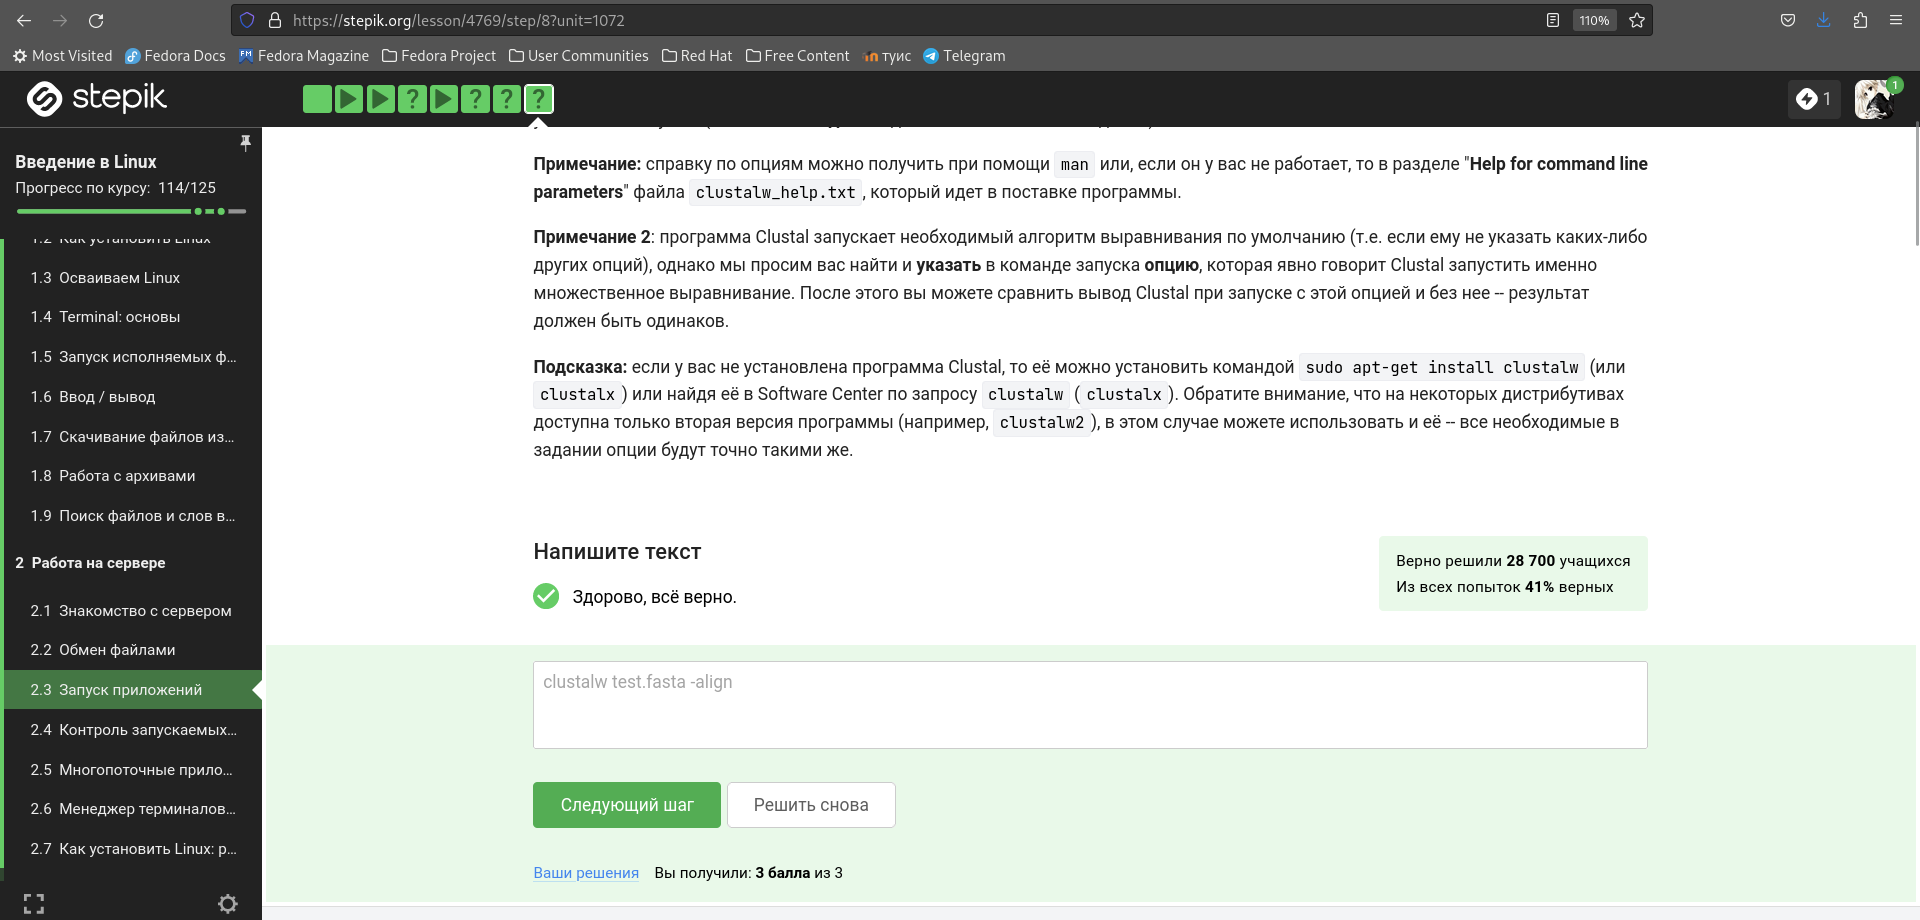 https://stepik.org/lesson/4769/step/8?unit=1072
110%
Most Visited
Fedora Docs
Fedora Magazine
Fedora Project
User Communities
Red Hat
Free Content
туис
Telegram
stepik
1
1
Введение в Linux
Прогресс по курсу: 114/125
1.2 Как установить Linux
1.3 Осваиваем Linux
1.4 Terminal: основы
1.5 Запуск исполняемых ф...
1.6 Ввод / вывод
1.7 Скачивание файлов из...
1.8 Работа с архивами
1.9 Поиск файлов и слов в...
2 Работа на сервере
2.1 Знакомство с сервером
2.2 Обмен файлами
2.3 Запуск приложений
2.4 Контроль запускаемых...
2.5 Многопоточные прило...
2.6 Менеджер терминалов...
2.7 Как установить Linux: р...
Примечание: справку по опциям можно получить при помощи man или, если он у вас не работает, то в разделе "Help for command line
parameters" файла clustalw_help.txt, который идет в поставке программы.
Примечание 2: программа Clustal запускает необходимый алгоритм выравнивания по умолчанию (т.е. если ему не указать каких-либо
других опций), однако мы просим вас найти и указать в команде запуска опцию, которая явно говорит Clustal запустить именно
множественное выравнивание. После этого вы можете сравнить вывод Clustal при запуске с этой опцией и без нее -- результат
должен быть одинаков.
Подсказка: если у вас не установлена программа Clustal, то её можно установить командой sudo apt-get install clustalw (или
clustalx) или найдя её в Software Center по запросу clustalw (clustalx). Обратите внимание, что на некоторых дистрибутивах
доступна только вторая версия программы (например, clustalw2), в этом случае можете использовать и её -- все необходимые в
задании опции будут точно такими же.
Напишите текст
Здорово, всё верно.
Верно решили 28 700 учащихся
Из всех попыток 41% верных
clustalw test.fasta -align
Следующий шаг
Решить снова
Ваши решения
Вы получили: 3 балла из 3